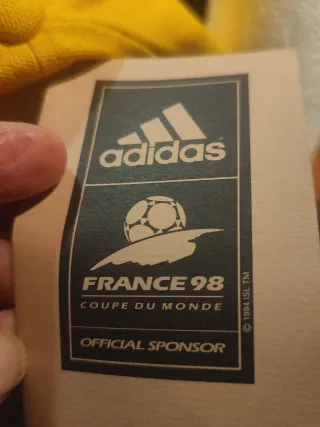 adidas
FRANCE 98
COUPE DU MONDE
OFFICIAL SPONSOR
© 1994 ISL TM